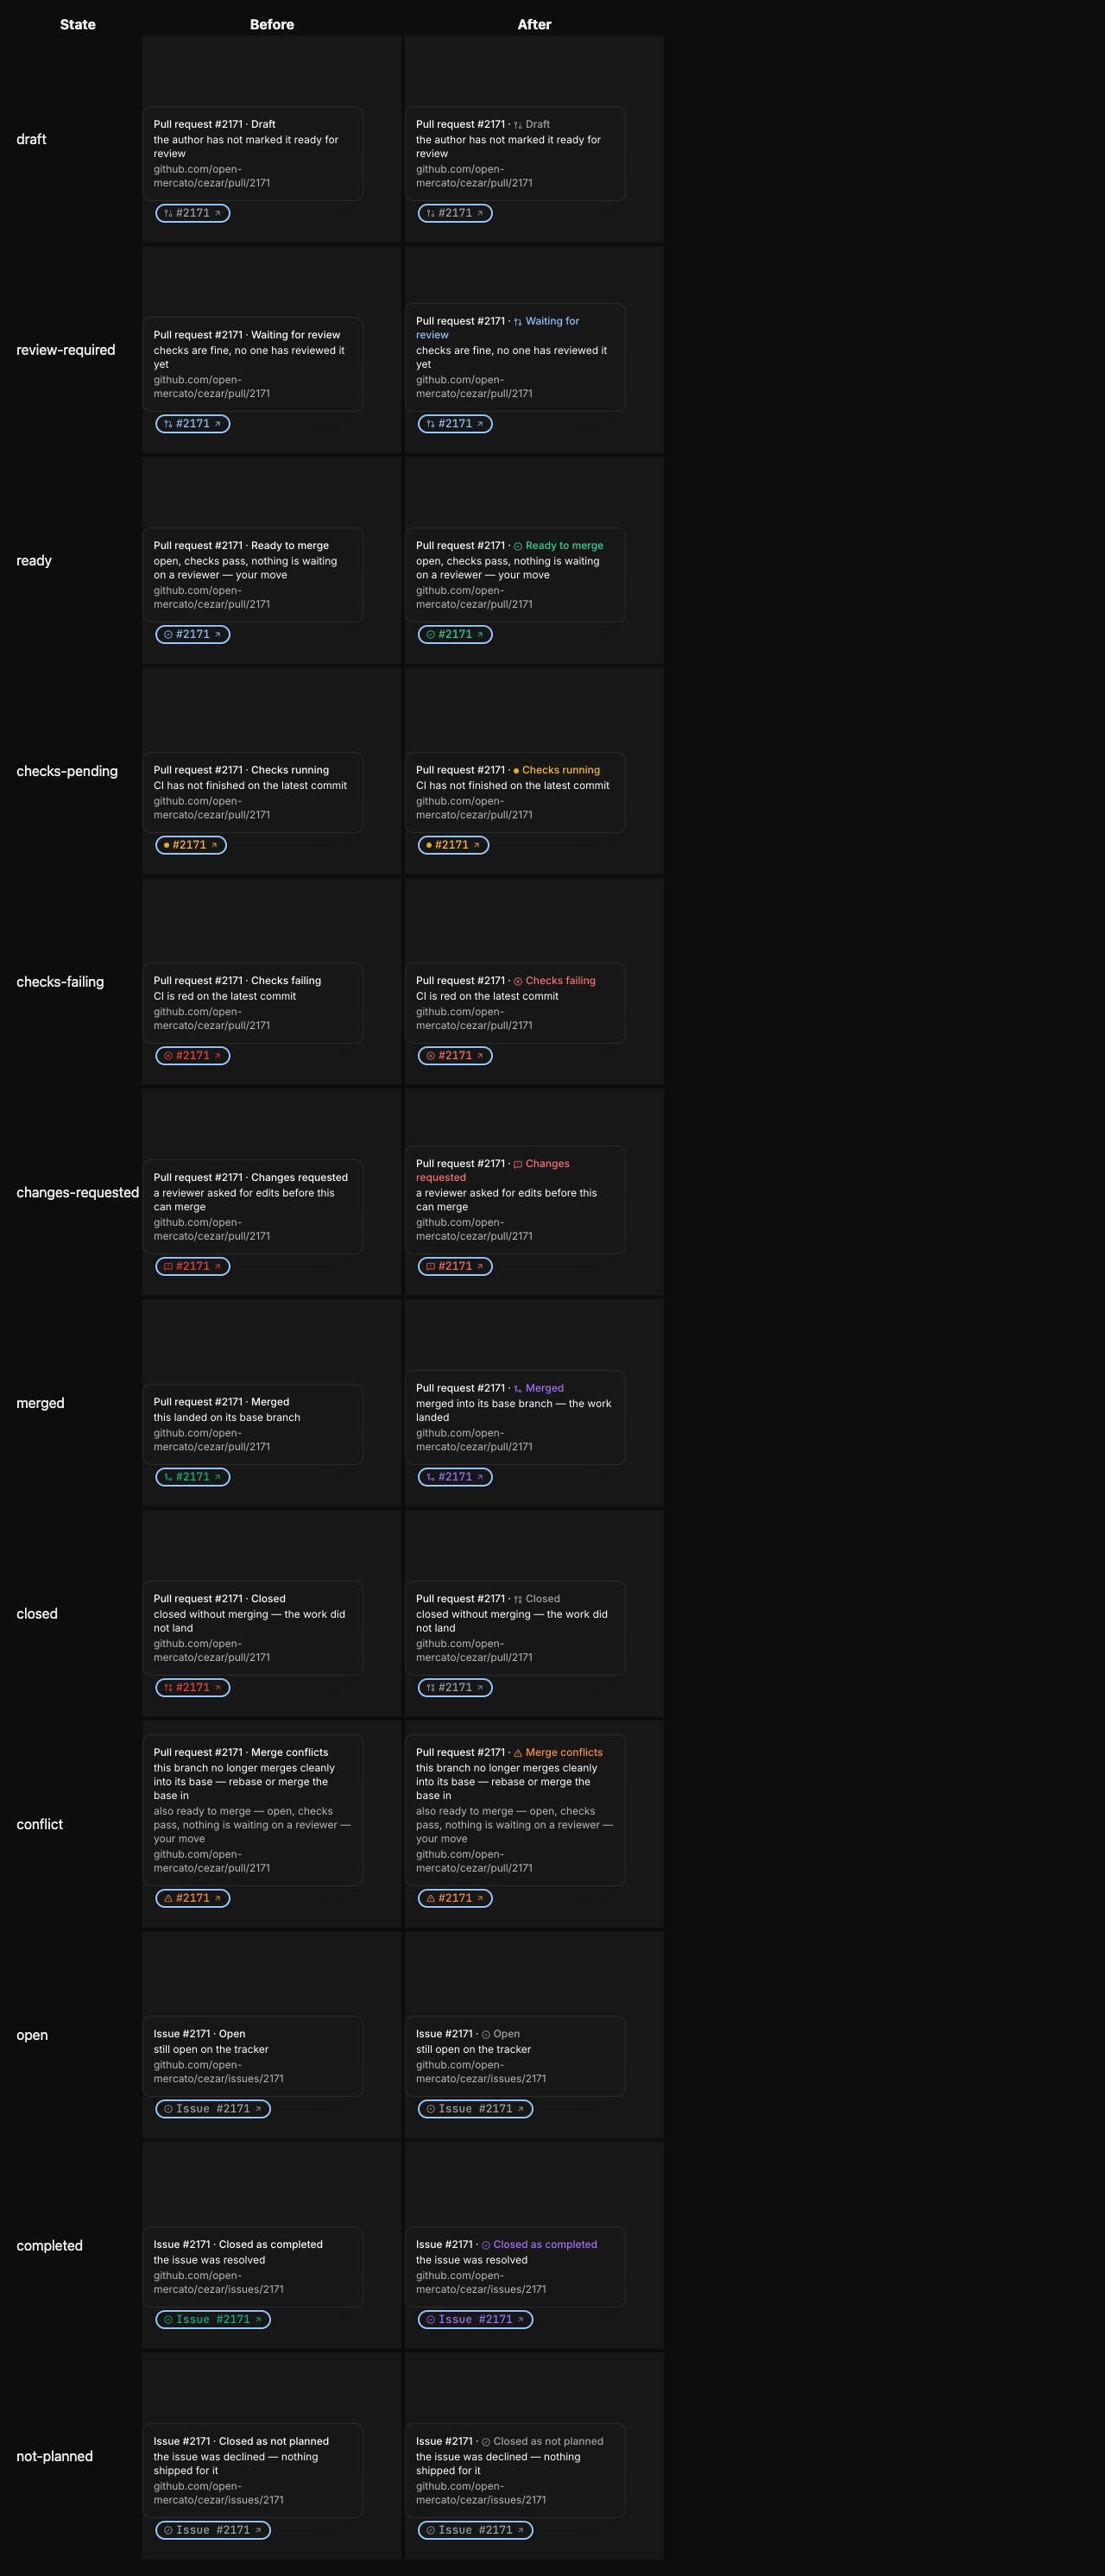 State Before After
draft
Pull request #2171 · Draft
the author has not marked it ready for
review
github.com/open-
mercato/cezar/pull/2171
#2171
Pull request #2171 · Draft
the author has not marked it ready for
review
github.com/open-
mercato/cezar/pull/2171
#2171
review-required
Pull request #2171 · Waiting for review
checks are fine, no one has reviewed it
yet
github.com/open-
mercato/cezar/pull/2171
#2171
Pull request #2171 · Waiting for
review
checks are fine, no one has reviewed it
yet
github.com/open-
mercato/cezar/pull/2171
#2171
ready
Pull request #2171 · Ready to merge
open, checks pass, nothing is waiting
on a reviewer — your move
github.com/open-
mercato/cezar/pull/2171
#2171
Pull request #2171 · Ready to merge
open, checks pass, nothing is waiting
on a reviewer — your move
github.com/open-
mercato/cezar/pull/2171
#2171
checks-pending
Pull request #2171 · Checks running
CI has not finished on the latest commit
github.com/open-
mercato/cezar/pull/2171
#2171
Pull request #2171 · Checks running
CI has not finished on the latest commit
github.com/open-
mercato/cezar/pull/2171
#2171
checks-failing
Pull request #2171 · Checks failing
CI is red on the latest commit
github.com/open-
mercato/cezar/pull/2171
#2171
Pull request #2171 · Checks failing
CI is red on the latest commit
github.com/open-
mercato/cezar/pull/2171
#2171
changes-requested
Pull request #2171 · Changes requested
a reviewer asked for edits before this
can merge
github.com/open-
mercato/cezar/pull/2171
#2171
Pull request #2171 · Changes
requested
a reviewer asked for edits before this
can merge
github.com/open-
mercato/cezar/pull/2171
#2171
merged
Pull request #2171 · Merged
this landed on its base branch
github.com/open-
mercato/cezar/pull/2171
#2171
Pull request #2171 · Merged
merged into its base branch — the work
landed
github.com/open-
mercato/cezar/pull/2171
#2171
closed
Pull request #2171 · Closed
closed without merging — the work did
not land
github.com/open-
mercato/cezar/pull/2171
#2171
Pull request #2171 · Closed
closed without merging — the work did
not land
github.com/open-
mercato/cezar/pull/2171
#2171
conflict
Pull request #2171 · Merge conflicts
this branch no longer merges cleanly
into its base — rebase or merge the
base in
also ready to merge — open, checks
pass, nothing is waiting on a reviewer —
your move
github.com/open-
mercato/cezar/pull/2171
#2171
Pull request #2171 · Merge conflicts
this branch no longer merges cleanly
into its base — rebase or merge the
base in
also ready to merge — open, checks
pass, nothing is waiting on a reviewer —
your move
github.com/open-
mercato/cezar/pull/2171
#2171
open
Issue #2171 · Open
still open on the tracker
github.com/open-
mercato/cezar/issues/2171
Issue #2171
Issue #2171 · Open
still open on the tracker
github.com/open-
mercato/cezar/issues/2171
Issue #2171
completed
Issue #2171 · Closed as completed
the issue was resolved
github.com/open-
mercato/cezar/issues/2171
Issue #2171
Issue #2171 · Closed as completed
the issue was resolved
github.com/open-
mercato/cezar/issues/2171
Issue #2171
not-planned
Issue #2171 · Closed as not planned
the issue was declined — nothing
shipped for it
github.com/open-
mercato/cezar/issues/2171
Issue #2171
Issue #2171 · Closed as not planned
the issue was declined — nothing
shipped for it
github.com/open-
mercato/cezar/issues/2171
Issue #2171